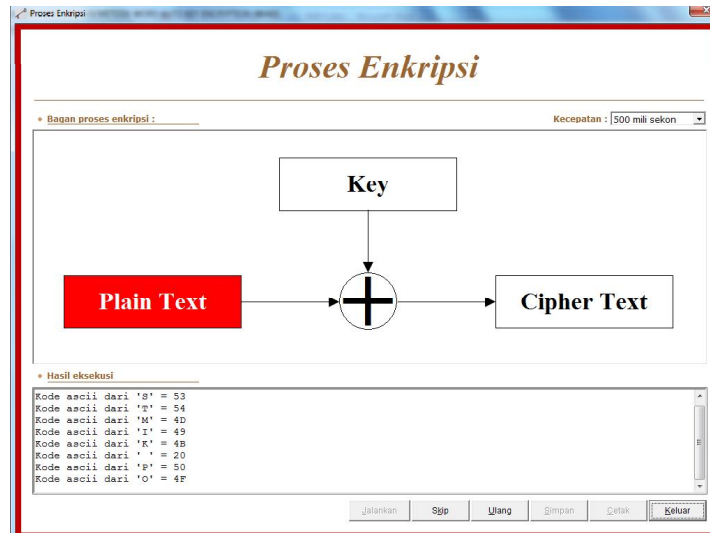 Proses Enkripsi
Proses Enkripsi
Bagan proses enkripsi :
Kecepatan : 500 mili sekon
Key
Plain Text
Cipher Text
Hasil eksekusi
Kode ascii dari 'S' = 53
Kode ascii dari 'T' = 54
Kode ascii dari 'M' = 4D
Kode ascii dari 'I' = 49
Kode ascii dari 'K' = 4B
Kode ascii dari ' ' = 20
Kode ascii dari 'P' = 50
Kode ascii dari 'O' = 4F
Jalankan Skip Ulang Simpan Cetak Keluar